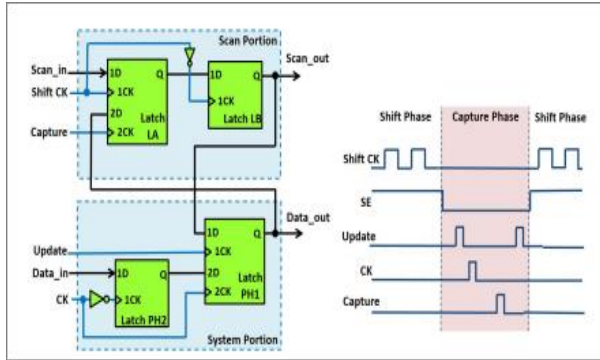 Scan Portion
Scan_in
Shift CK
Capture
1D
Q
1CK
2D
2CK
Latch
LA
1D
Q
1CK
Latch LB
Scan_out
Update
Data_in
CK
1D
Q
1CK
Latch PH2
1D
Q
1CK
2D
2CK
Latch
PH1
Data_out
System Portion
Shift Phase
Capture Phase
Shift Phase
Shift CK
SE
Update
CK
Capture